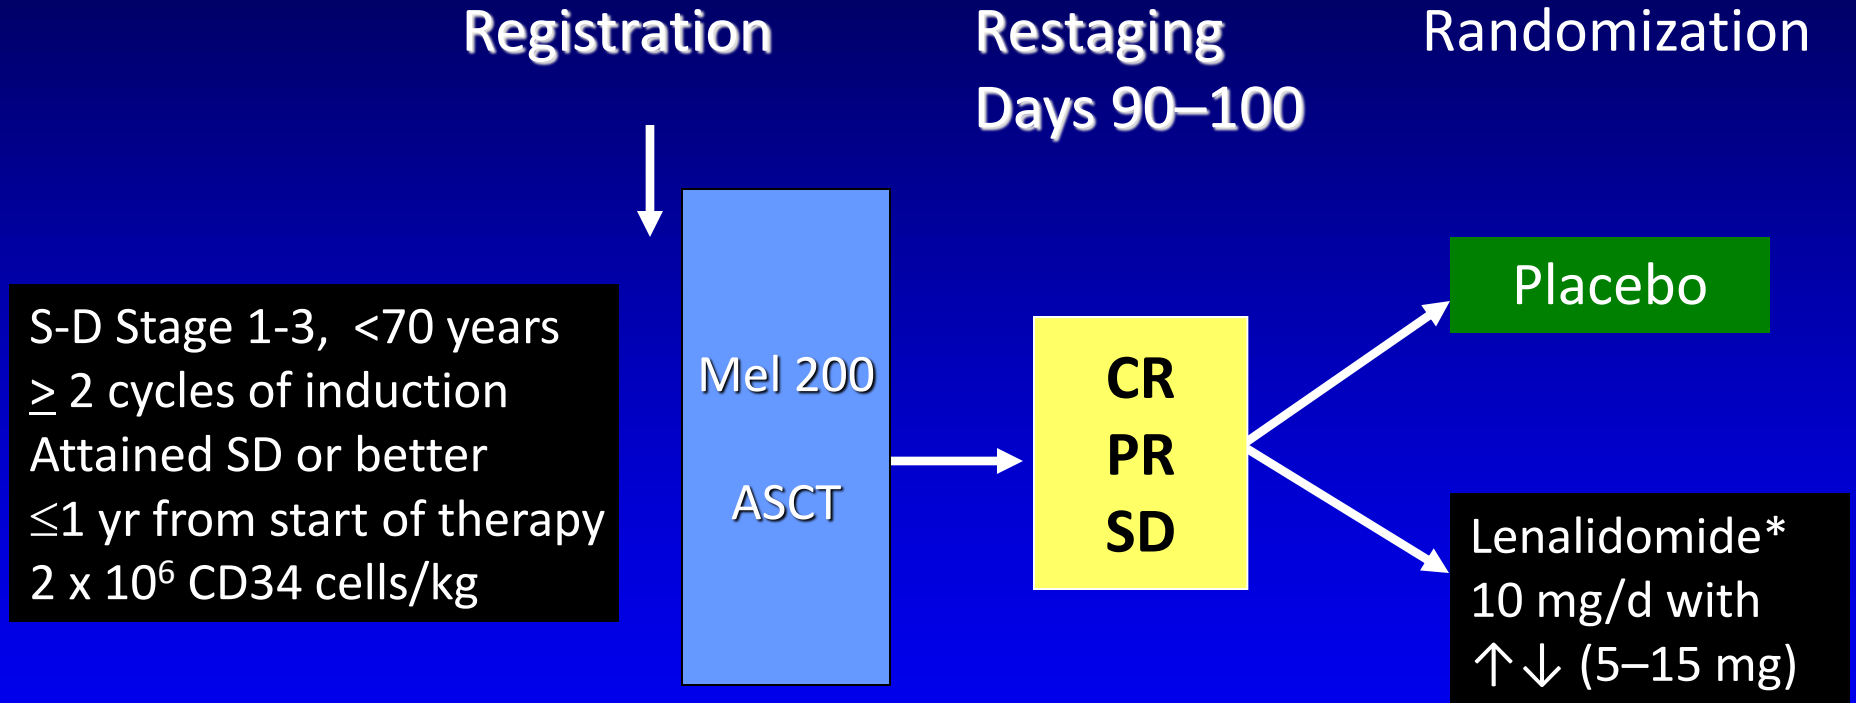 Registration
Restaging
Days 90–100
Randomization
S-D Stage 1-3, <70 years
≥ 2 cycles of induction
Attained SD or better
≤1 yr from start of therapy
2 x 10⁶ CD34 cells/kg
Mel 200
ASCT
CR
PR
SD
Placebo
Lenalidomide*
10 mg/d with
↑↓ (5–15 mg)